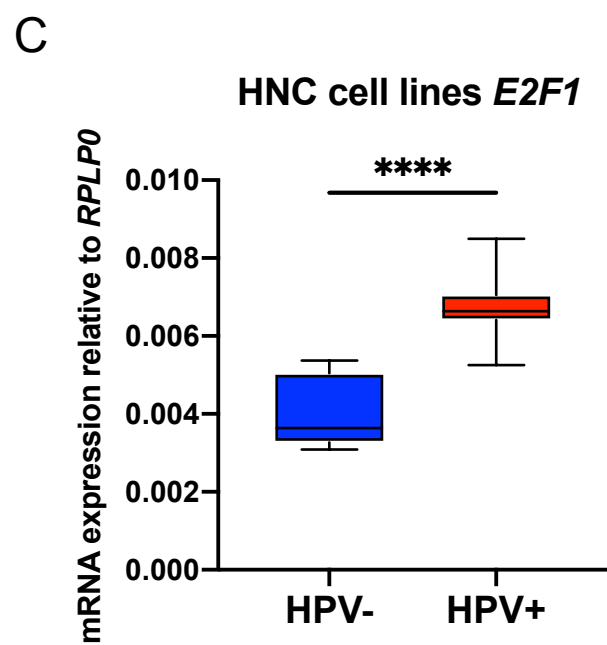 C
HNC cell lines E2F1
mRNA expression relative to RPLP0
****
0.010
0.008
0.006
0.004
0.002
0.000
HPV-
HPV+